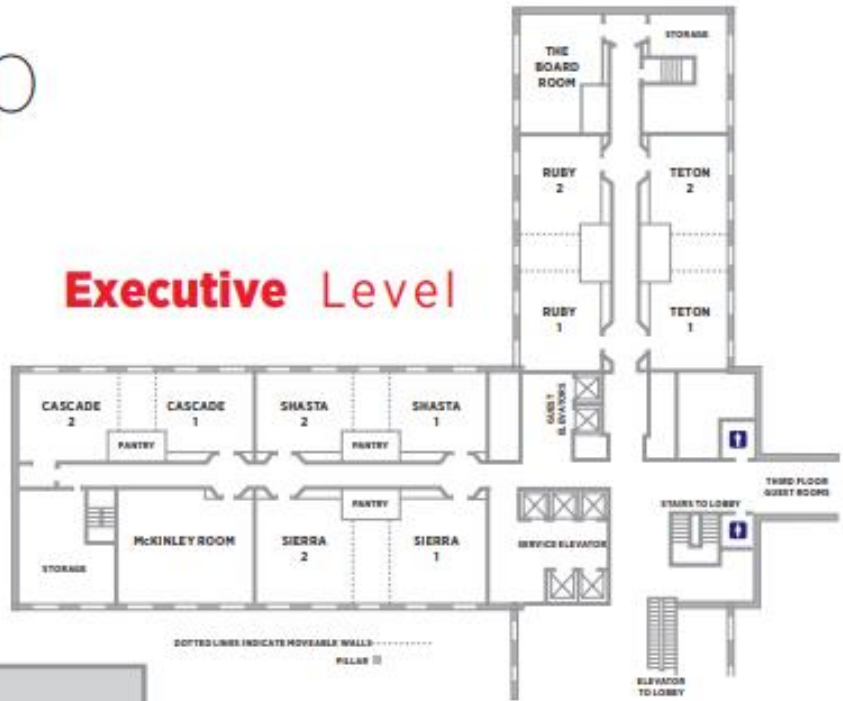 THE
BOARD
ROOM
STORAGE
RUBY
2
TETON
2
Executive Level
RUBY
1
TETON
1
CASCADE
2
CASCADE
1
SHASTA
2
SHASTA
1
GUEST
ELEVATORS
PANTRY
PANTRY
THIRD FLOOR
GUEST ROOMS
STAIRS TO LOBBY
PANTRY
McKINLEY ROOM
SIERRA
2
SIERRA
1
SERVICE ELEVATOR
STORAGE
DOTTED LINES INDICATE MOVEABLE WALLS
PILLAR
ELEVATOR
TO LOBBY